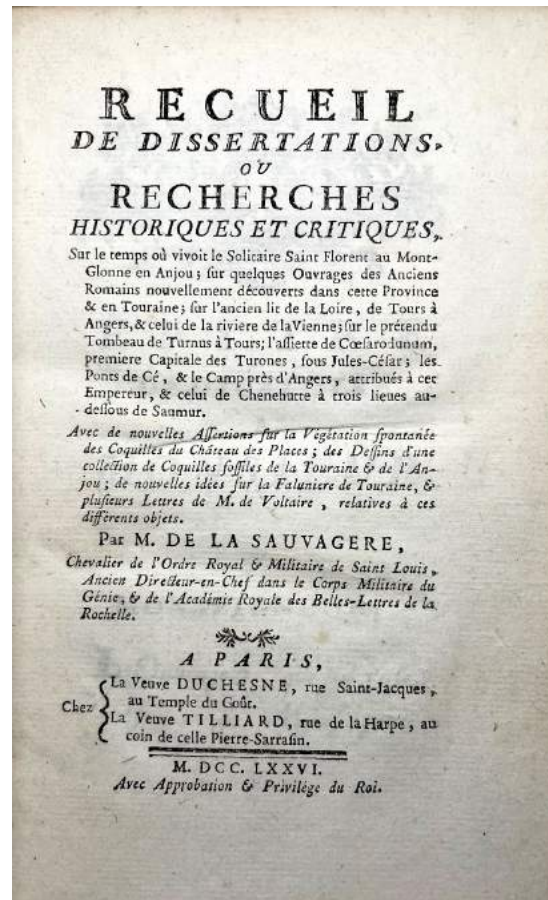 RECUEIL
DE DISSERTATIONS,
OU
RECHERCHES
HISTORIQUES ET CRITIQUES,
Sur le temps où vivoit le Solitaire Saint Florent au Mont-
Glonne en Anjou; sur quelques Ouvrages des Anciens
Romains nouvellement découverts dans cette Province
& en Touraine; sur l'ancien lit de la Loire, de Tours à
Angers, & celui de la riviere de la Vienne; sur le prétendu
Tombeau de Turnus à Tours; l'assiette de Cœsarodunum,
premiere Capitale des Turones, sous Jules-César; les
Ponts de Cé, & le Camp près d'Angers, attribués à cet
Empereur, & celui de Chenehutte à trois lieues au-
dessous de Saumur.
Avec de nouvelles Assertions sur la Végétation spontanée
des Coquilles du Château des Places; des Dessins d'une
collection de Coquilles fossiles de la Touraine & de l'An-
jou; de nouvelles idées sur la Faluniere de Touraine, &
plusieurs Lettres de M. de Voltaire, relatives à ces
différents objets.
Par M. DE LA SAUVAGERE,
Chevalier de l'Ordre Royal & Militaire de Saint Louis,
Ancien Directeur-en-Chef dans le Corps Militaire du
Génie, & de l'Académie Royale des Belles-Lettres de la
Rochelle.
A PARIS,
Chez
La Veuve DUCHESNE, rue Saint-Jacques,
au Temple du Goût.
La Veuve TILLIARD, rue de la Harpe, au
coin de celle Pierre-Sarrasin.
M. DCC. LXXVI.
Avec Approbation & Privilége du Roi.